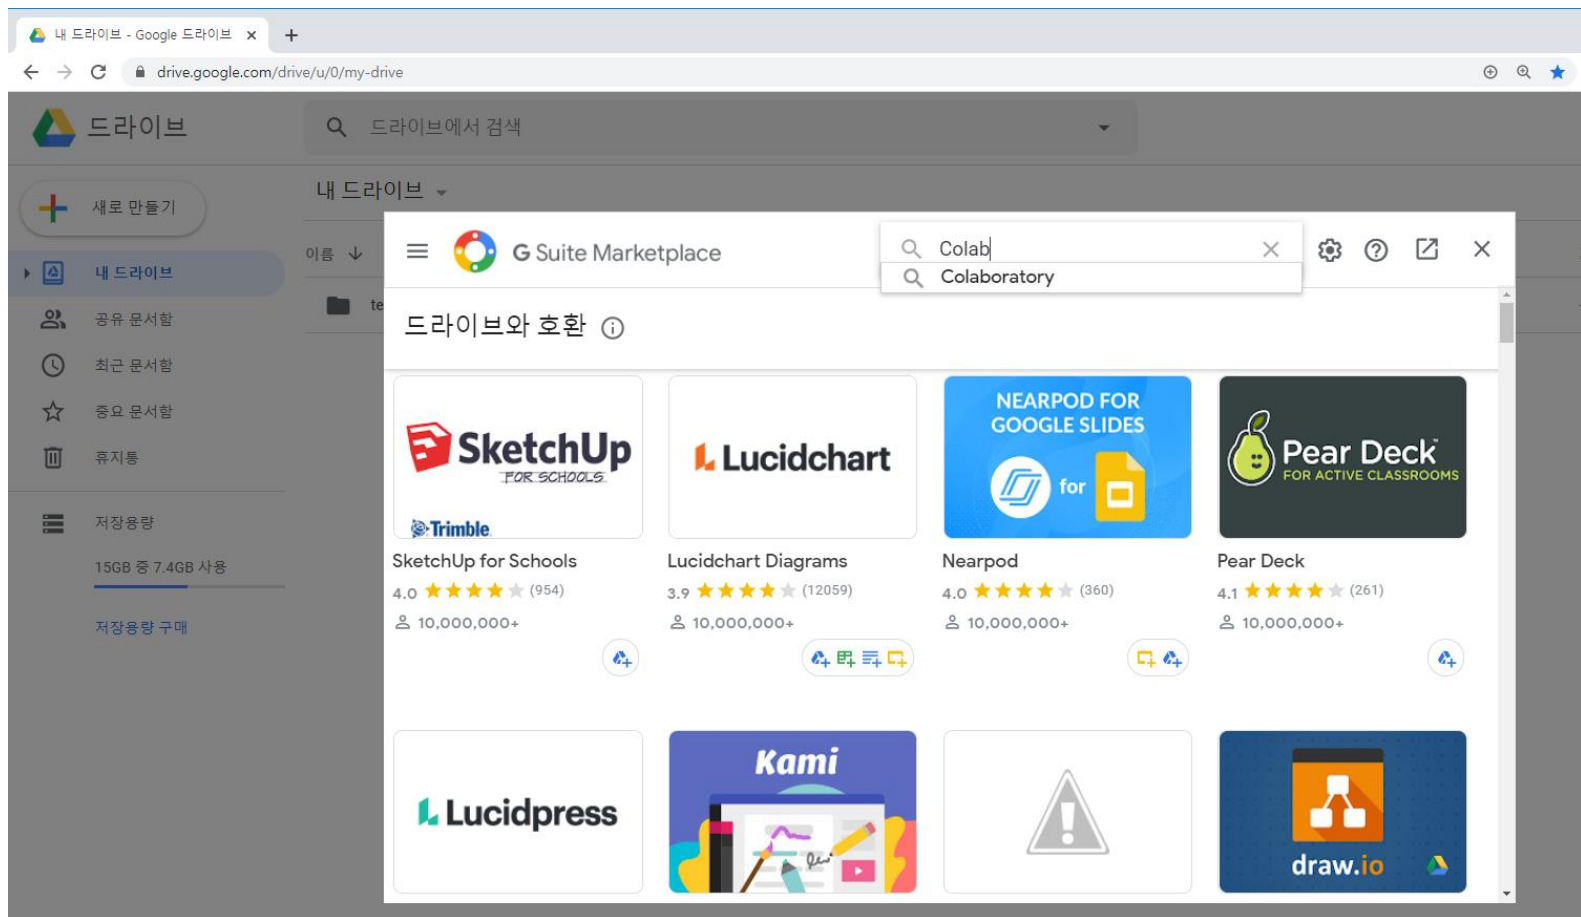 내 드라이브 - Google 드라이브
drive.google.com/drive/u/0/my-drive
드라이브
드라이브에서 검색
새로 만들기
내 드라이브
공유 문서함
최근 문서함
중요 문서함
휴지통
저장용량
15GB 중 7.4GB 사용
저장용량 구매
내 드라이브
이름
te
G Suite Marketplace
Colab
Colaboratory
드라이브와 호환
SketchUp
FOR SCHOOLS
Trimble
SketchUp for Schools
4.0 (954)
10,000,000+
Lucidchart
Lucidchart Diagrams
3.9 (12059)
10,000,000+
NEARPOD FOR
GOOGLE SLIDES
for
Nearpod
4.0 (360)
10,000,000+
Pear Deck
FOR ACTIVE CLASSROOMS
Pear Deck
4.1 (261)
10,000,000+
Lucidpress
Kami
draw.io